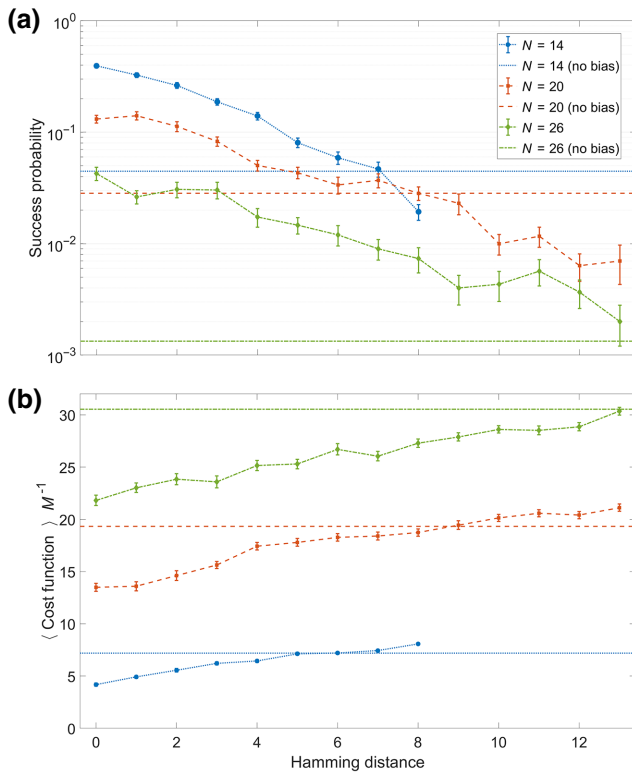 (a)
10⁰
10⁻¹
10⁻²
10⁻³
Success probability
N = 14
N = 14 (no bias)
N = 20
N = 20 (no bias)
N = 26
N = 26 (no bias)
(b)
30
25
20
15
10
5
0
⟨ Cost function ⟩ M⁻¹
0 2 4 6 8 10 12
Hamming distance